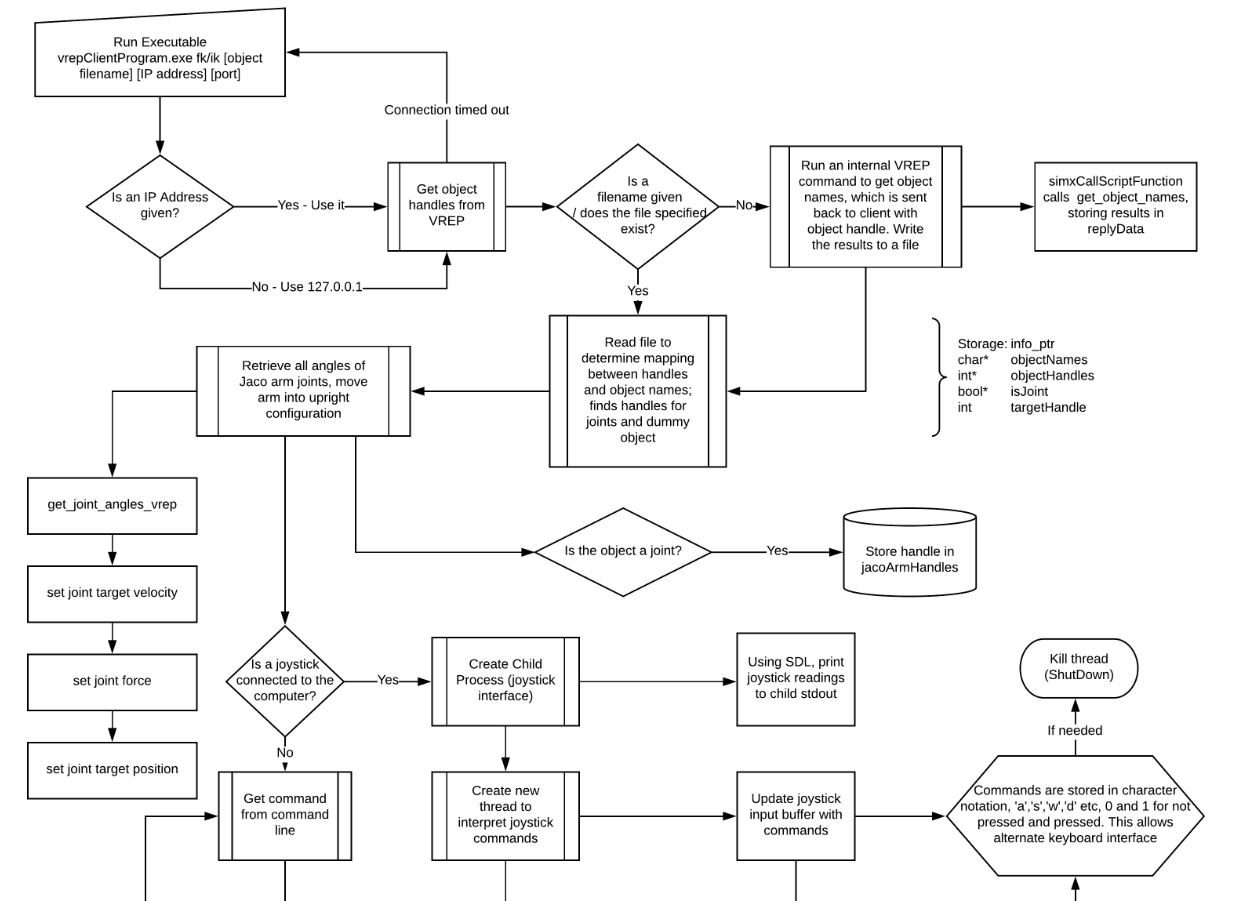 Run Executable
vrepClientProgram.exe fk/ik [object
filename] [IP address] [port]
Connection timed out
Is an IP Address
given?
Yes - Use it
No - Use 127.0.0.1
Get object
handles from
VREP
Is a
filename given
/ does the file specified
exist?
No
Yes
Run an internal VREP
command to get object
names, which is sent
back to client with
object handle. Write
the results to a file
simxCallScriptFunction
calls get_object_names,
storing results in
replyData
Retrieve all angles of
Jaco arm joints, move
arm into upright
configuration
Read file to
determine mapping
between handles
and object names;
finds handles for
joints and dummy
object
Storage: info_ptr
char* objectNames
int* objectHandles
bool* isJoint
int targetHandle
get_joint_angles_vrep
set joint target velocity
set joint force
set joint target position
Is the object a joint?
Yes
Store handle in
jacoArmHandles
Is a joystick
connected to the
computer?
Yes
No
Create Child
Process (joystick
interface)
Using SDL, print
joystick readings
to child stdout
Kill thread
(ShutDown)
If needed
Get command
from command
line
Create new
thread to
interpret joystick
commands
Update joystick
input buffer with
commands
Commands are stored in character
notation, 'a','s','w','d' etc, 0 and 1 for not
pressed and pressed. This allows
alternate keyboard interface